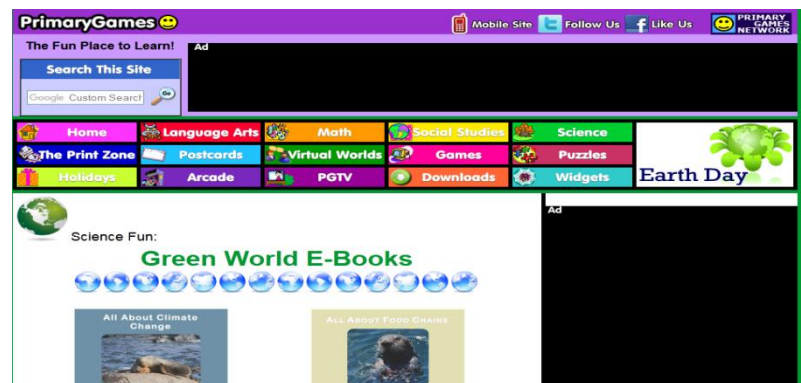 PrimaryGames
Mobile Site
Follow Us
Like Us
PRIMARY
GAMES
NETWORK
The Fun Place to Learn!
Ad
Search This Site
Google Custom Search
Go
Home
Language Arts
Math
Social Studies
Science
The Print Zone
Postcards
Virtual Worlds
Games
Puzzles
Holidays
Arcade
PGTV
Downloads
Widgets
Earth Day
Ad
Science Fun:
Green World E-Books
All About Climate
Change
All About Food Chains